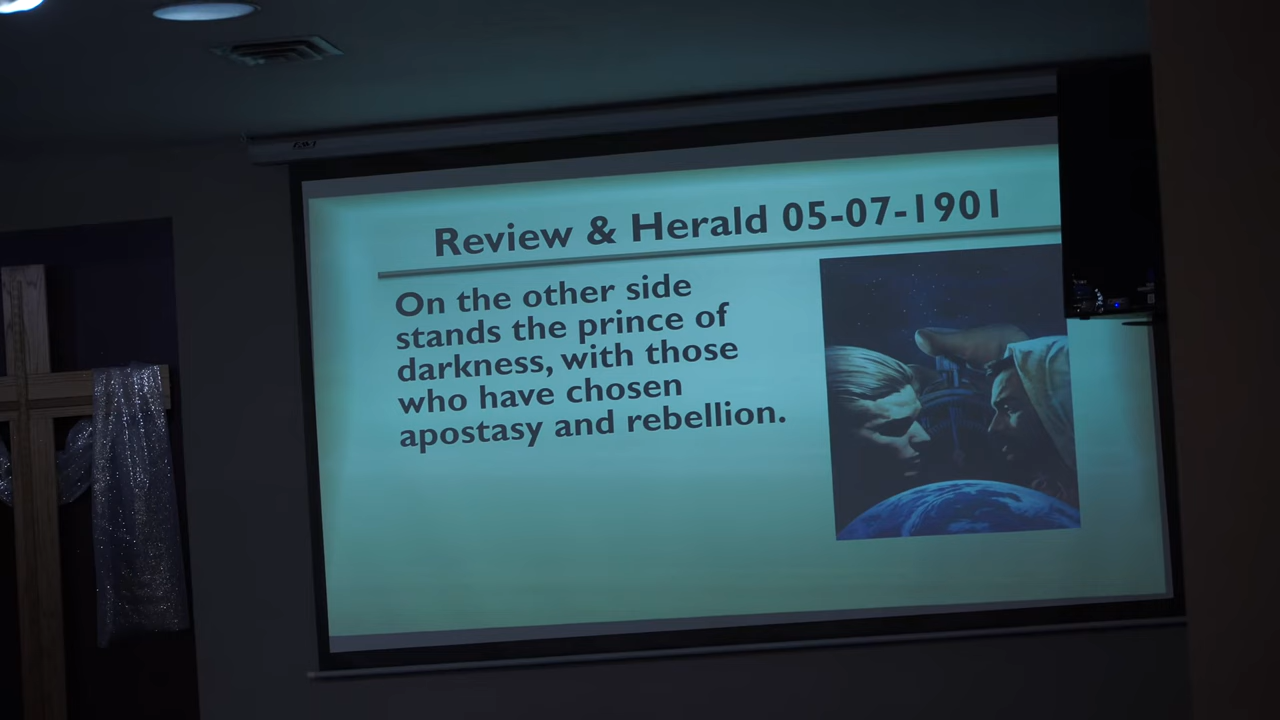 Review & Herald 05-07-1901
On the other side
stands the prince of
darkness, with those
who have chosen
apostasy and rebellion.